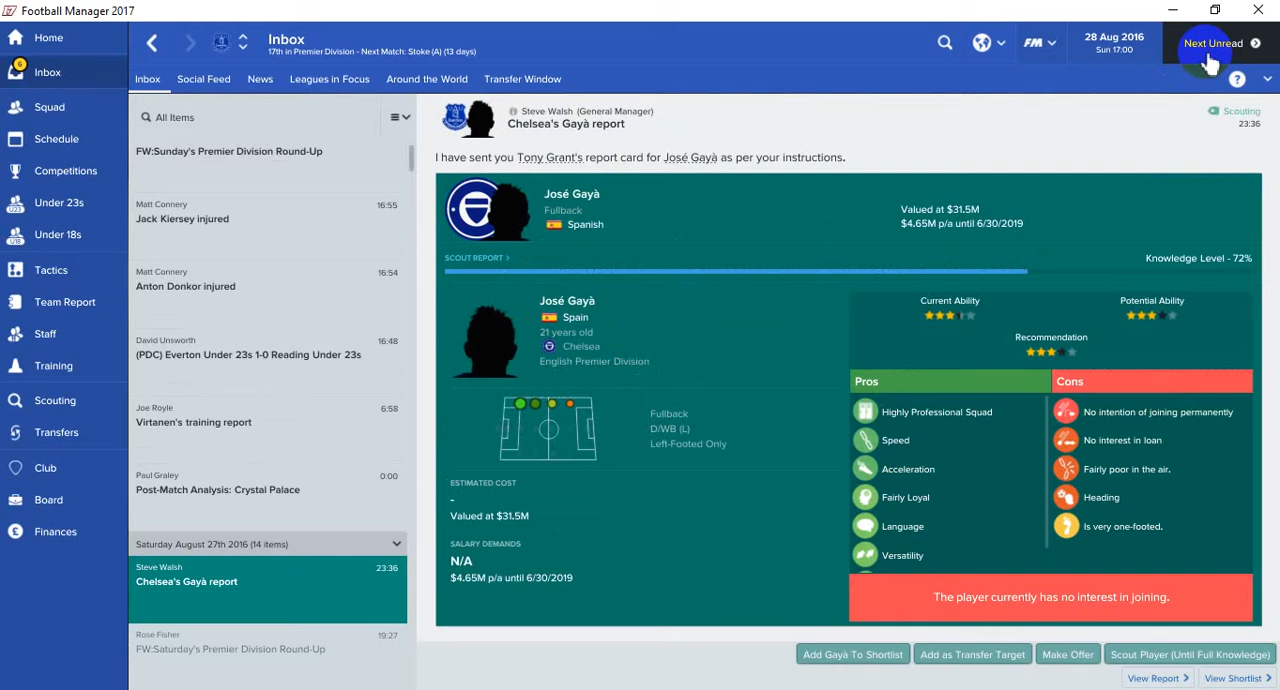 Football Manager 2017
Home
6
Inbox
Squad
Schedule
Competitions
U23
Under 23s
U18
Under 18s
Tactics
Team Report
Staff
Training
Scouting
Transfers
Club
Board
Finances
Inbox
17th in Premier Division - Next Match: Stoke (A) (13 days)
FM
28 Aug 2016
Sun 17:00
Next Unread
Inbox
Social Feed
News
Leagues in Focus
Around the World
Transfer Window
?
All Items
FW:Sunday's Premier Division Round-Up
Matt Connery 16:55
Jack Kiersey injured
Matt Connery 16:54
Anton Donkor injured
David Unsworth 16:48
(PDC) Everton Under 23s 1-0 Reading Under 23s
Joe Royle 6:58
Virtanen's training report
Paul Graley 0:00
Post-Match Analysis: Crystal Palace
Saturday August 27th 2016 (14 items)
Steve Walsh 23:36
Chelsea's Gayà report
Rose Fisher 19:27
FW:Saturday's Premier Division Round-Up
Steve Walsh (General Manager)
Chelsea's Gayà report
Scouting
23:36
I have sent you Tony Grant's report card for José Gayà as per your instructions.
José Gayà
Fullback
Spanish
Valued at $31.5M
$4.65M p/a until 6/30/2019
SCOUT REPORT >
Knowledge Level - 72%
José Gayà
Spain
21 years old
Chelsea
English Premier Division
Fullback
D/WB (L)
Left-Footed Only
ESTIMATED COST
-
Valued at $31.5M
SALARY DEMANDS
N/A
$4.65M p/a until 6/30/2019
Current Ability
Potential Ability
Recommendation
Pros
Highly Professional Squad
Speed
Acceleration
Fairly Loyal
Language
Versatility
Cons
No intention of joining permanently
No interest in loan
Fairly poor in the air.
Heading
Is very one-footed.
The player currently has no interest in joining.
Add Gayà To Shortlist
Add as Transfer Target
Make Offer
Scout Player (Until Full Knowledge)
View Report >
View Shortlist >